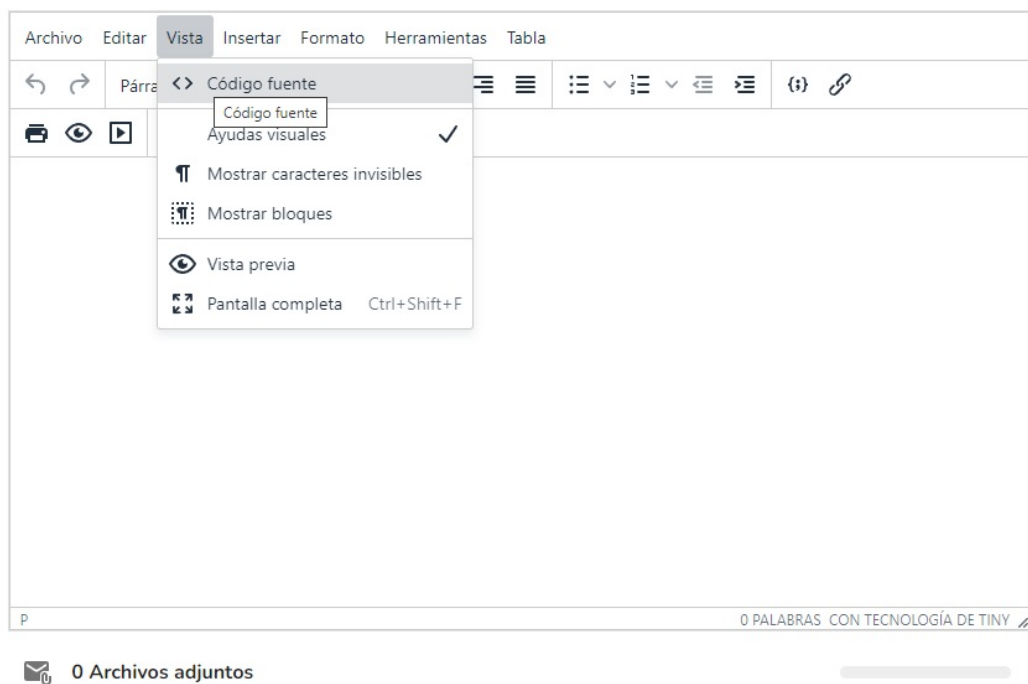 Archivo Editar Vista Insertar Formato Herramientas Tabla
Párra
Código fuente
Código fuente
Ayudas visuales
Mostrar caracteres invisibles
Mostrar bloques
Vista previa
Pantalla completa Ctrl+Shift+F
P 0 PALABRAS CON TECNOLOGÍA DE TINY
0 Archivos adjuntos